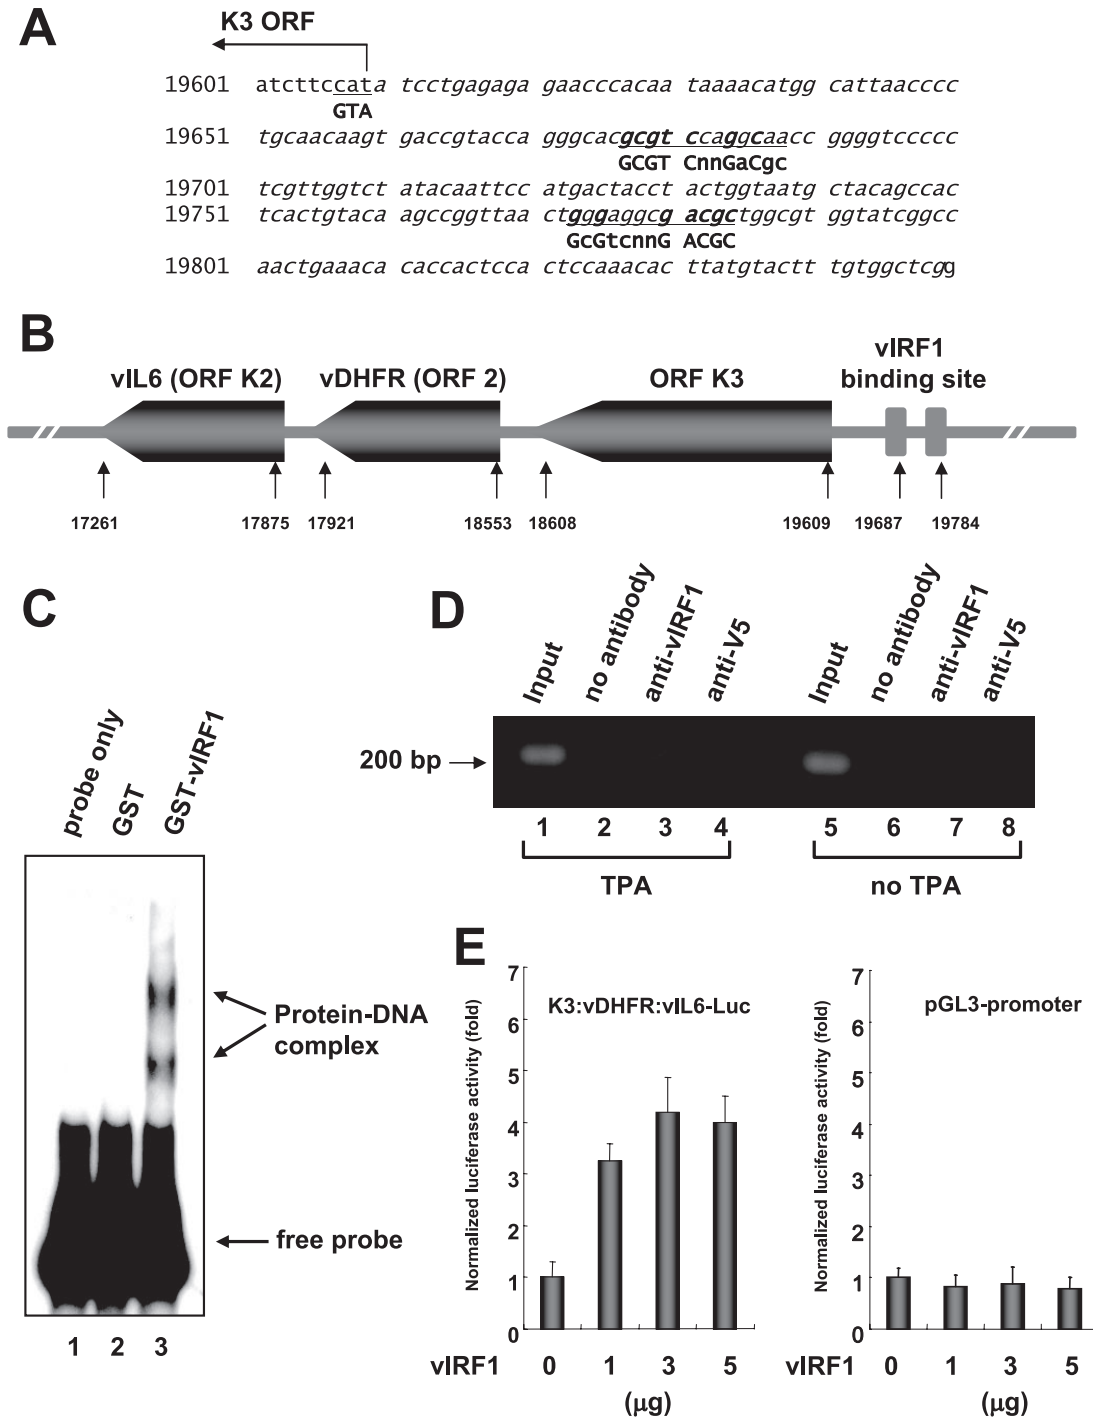 A
K3 ORF
19601 atcttccata tcctgagaga gaacccacaa taaaacatgg cattaacccc
GTA
19651 tgcaacaagt gaccgtacca gggcacgcgt ccaggcaacc ggggtccccc
GCGT CnnGaCgc
19701 tcgttggtct atacaattcc atgactacct actggtaatg ctacagccac
19751 tcactgtaca agccggttaa ctgggaggcg acgctggcgt ggtatcggcc
GcGtcnnG ACGC
19801 aactgaaaca caccactcca ctccaaacac ttatgtactt tgtggctcgg
B
vIL6 (ORF K2) vDHFR (ORF 2) ORF K3 vIRF1
binding site
17261 17875 17921 18553 18608 19609 19687 19784
C
probe only GST GST-vIRF1
Protein-DNA
complex
free probe
1 2 3
D
Input no antibody anti-vIRF1 anti-V5 Input no antibody anti-vIRF1 anti-V5
200 bp
1 2 3 4 5 6 7 8
TPA no TPA
E
Normalized luciferase activity (fold)
K3:vDHFR:vIL6-Luc
7
6
5
4
3
2
1
0
vIRF1 0 1 3 5
(μg)
Normalized luciferase activity (fold)
pGL3-promoter
7
6
5
4
3
2
1
0
vIRF1 0 1 3 5
(μg)